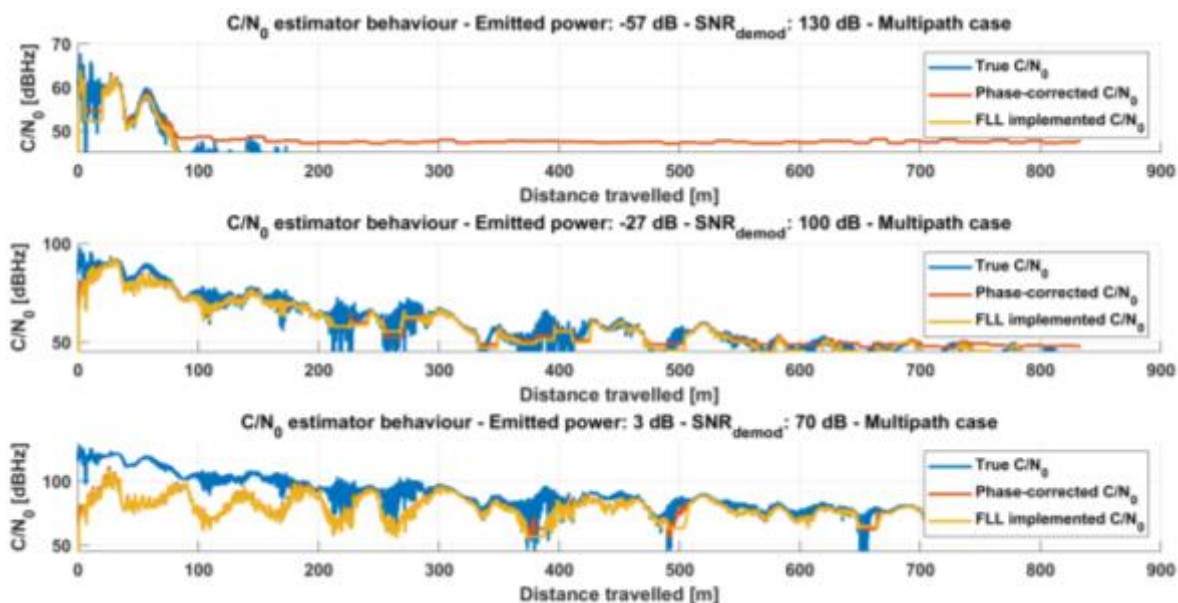 C/N0 estimator behaviour - Emitted power: -57 dB - SNRdemod: 130 dB - Multipath case
70
60
50
C/N0 [dBHz]
True C/N0
Phase-corrected C/N0
FLL implemented C/N0
0 100 200 300 400 500 600 700 800 900
Distance travelled [m]
C/N0 estimator behaviour - Emitted power: -27 dB - SNRdemod: 100 dB - Multipath case
100
50
C/N0 [dBHz]
True C/N0
Phase-corrected C/N0
FLL implemented C/N0
0 100 200 300 400 500 600 700 800 900
Distance travelled [m]
C/N0 estimator behaviour - Emitted power: 3 dB - SNRdemod: 70 dB - Multipath case
100
50
C/N0 [dBHz]
True C/N0
Phase-corrected C/N0
FLL implemented C/N0
0 100 200 300 400 500 600 700 800 900
Distance travelled [m]